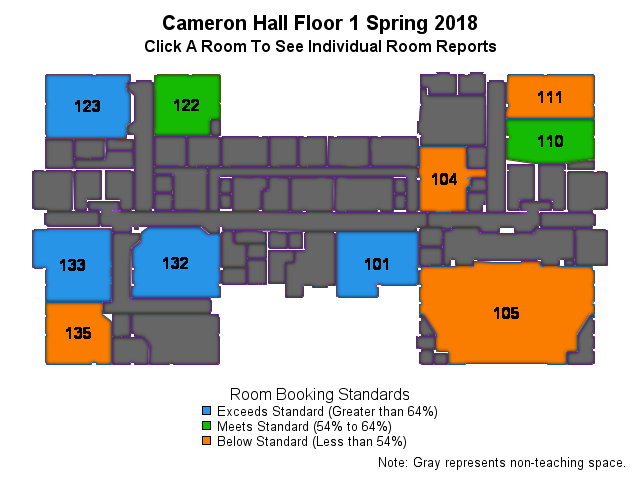 Cameron Hall Floor 1 Spring 2018
Click A Room To See Individual Room Reports
123
122
111
110
104
133
132
101
105
135
Room Booking Standards
Exceeds Standard (Greater than 64%)
Meets Standard (54% to 64%)
Below Standard (Less than 54%)
Note: Gray represents non-teaching space.